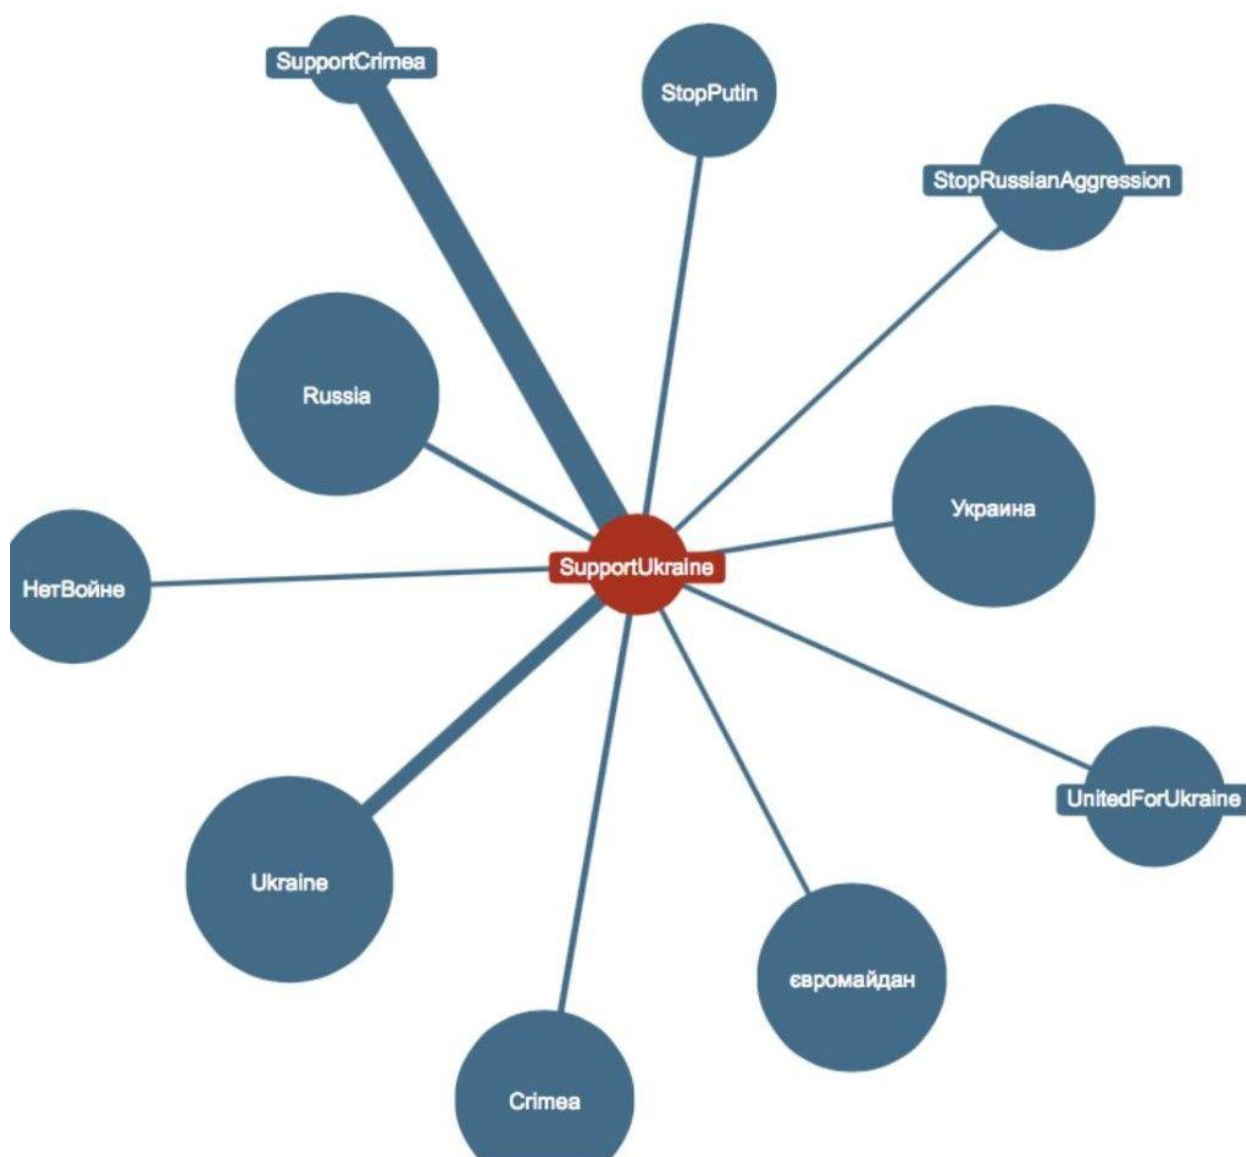 SupportCrimea
StopPutin
StopRussianAggression
Russia
Украина
SupportUkraine
НетВойне
UnitedForUkraine
Ukraine
євромайдан
Crimea